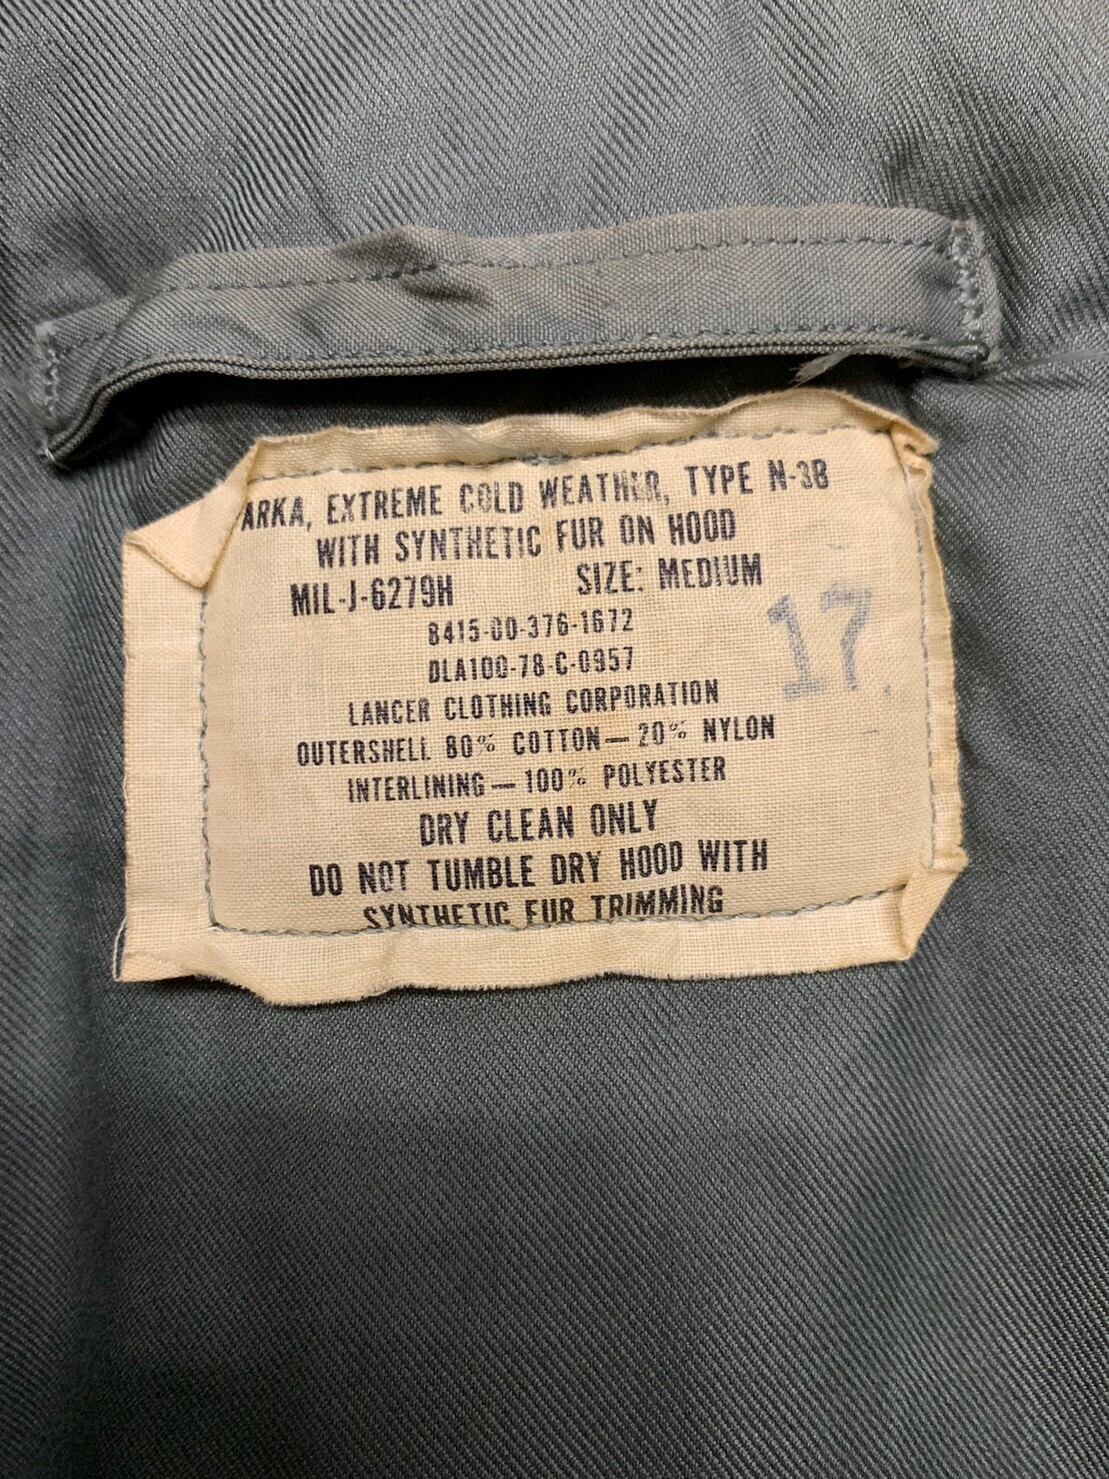 ARKA, EXTREME COLD WEATHER, TYPE N-3B
WITH SYNTHETIC FUR ON HOOD
MIL-J-6279H SIZE: MEDIUM
8415-00-376-1672
DLA100-78-C-0957
17
LANCER CLOTHING CORPORATION
OUTERSHELL 80% COTTON—20% NYLON
INTERLINING—100% POLYESTER
DRY CLEAN ONLY
DO NOT TUMBLE DRY HOOD WITH
SYNTHETIC FUR TRIMMING